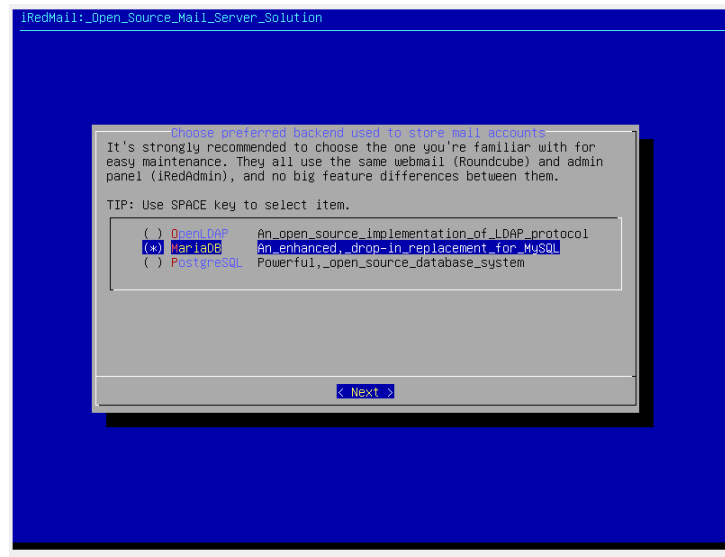 iRedMail:_Open_Source_Mail_Server_Solution
Choose preferred backend used to store mail accounts
It's strongly recommended to choose the one you're familiar with for
easy maintenance. They all use the same webmail (Roundcube) and admin
panel (iRedAdmin), and no big feature differences between them.
TIP: Use SPACE key to select item.
( ) OpenLDAP An_open_source_implementation_of_LDAP_protocol
(*) MariaDB An_enhanced,_drop-in_replacement_for_MySQL
( ) PostgreSQL Powerful,_open_source_database_system
< Next >